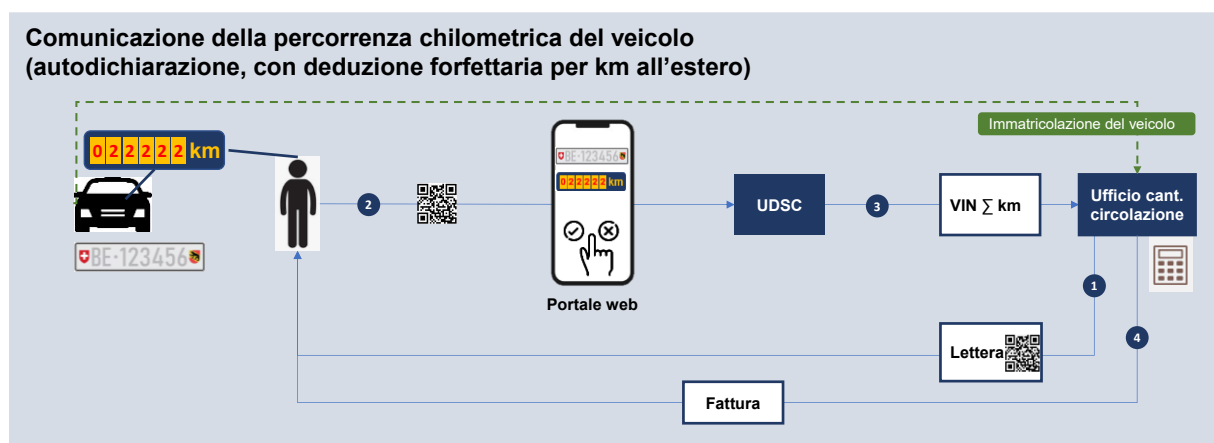 Comunicazione della percorrenza chilometrica del veicolo
(autodichiarazione, con deduzione forfettaria per km all'estero)
Immatricolazione del veicolo
022222 km
BE·123456
022222 km
BE·123456
2
Portale web
UDSC
3
VIN ∑ km
Ufficio cant.
circolazione
1
4
Lettera
Fattura